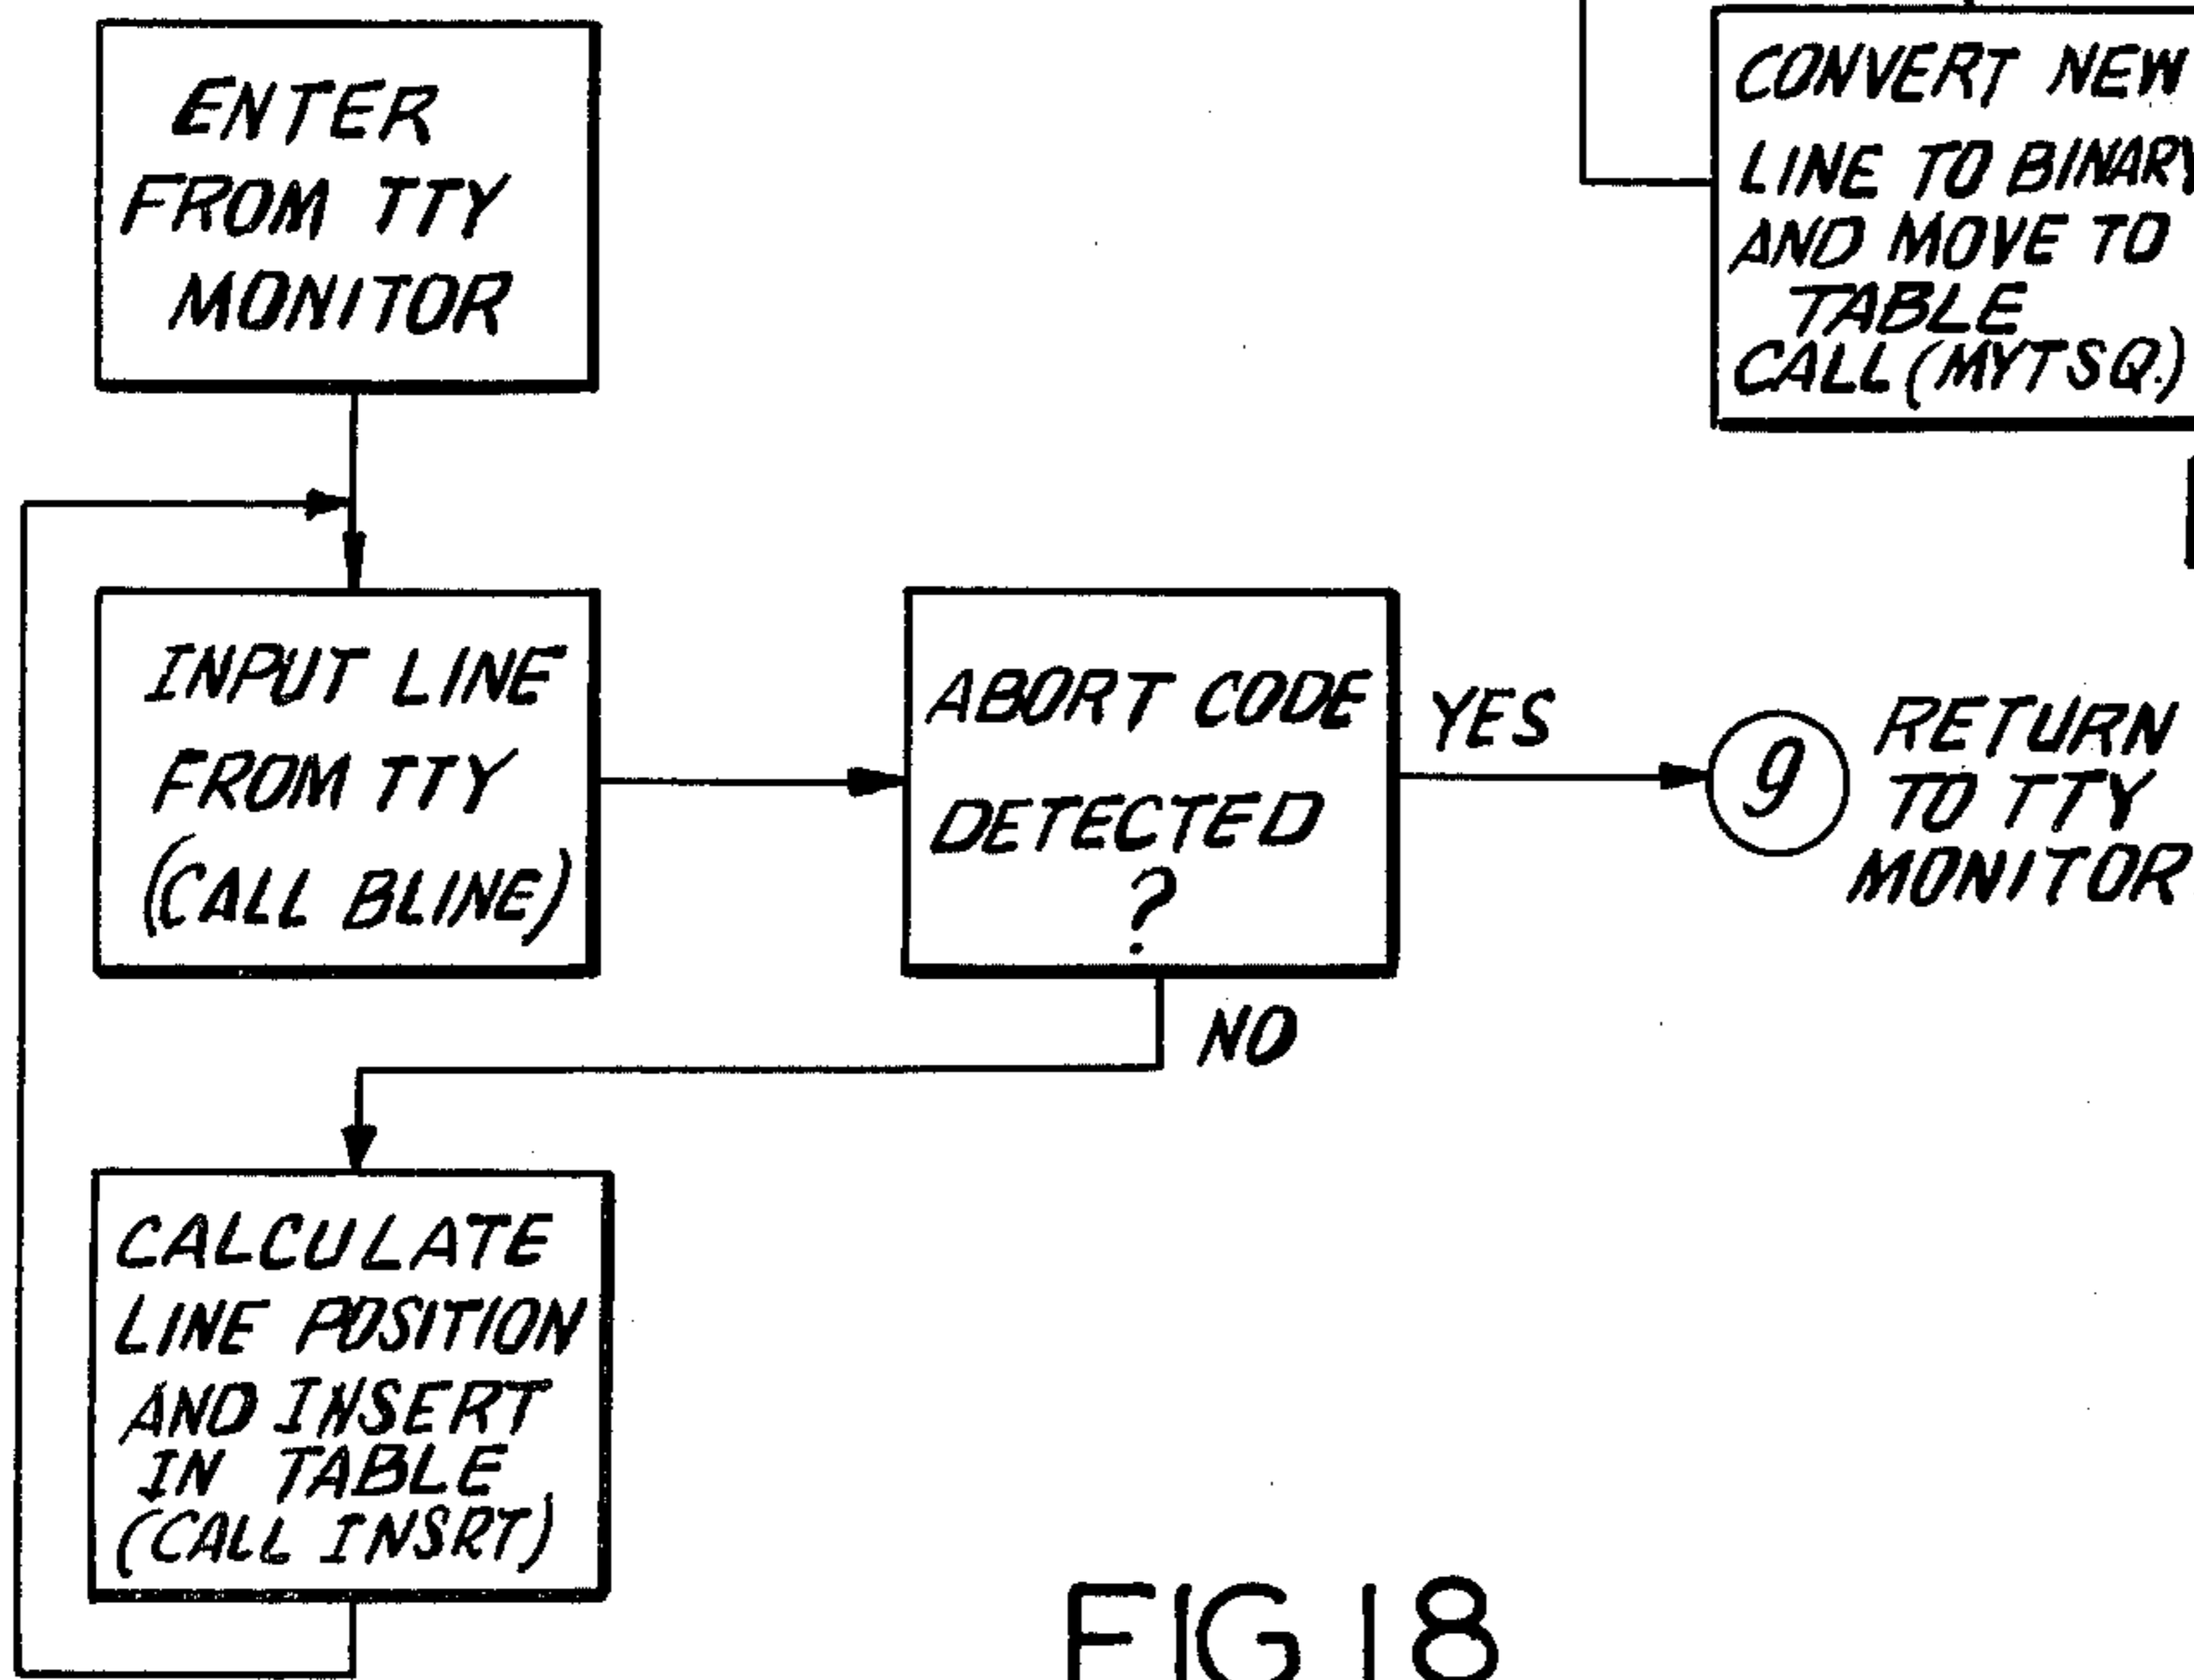 ENTER
FROM TTY
MONITOR
CONVERT NEW
LINE TO BINARY
AND MOVE TO
TABLE
CALL (MYTSQ.)
INPUT LINE
FROM TTY
(CALL BLINE)
ABORT CODE
DETECTED
?
YES
9
RETURN
TO TTY
MONITOR
NO
CALCULATE
LINE POSITION
AND INSERT
IN TABLE
(CALL INSRT)
FIG 18